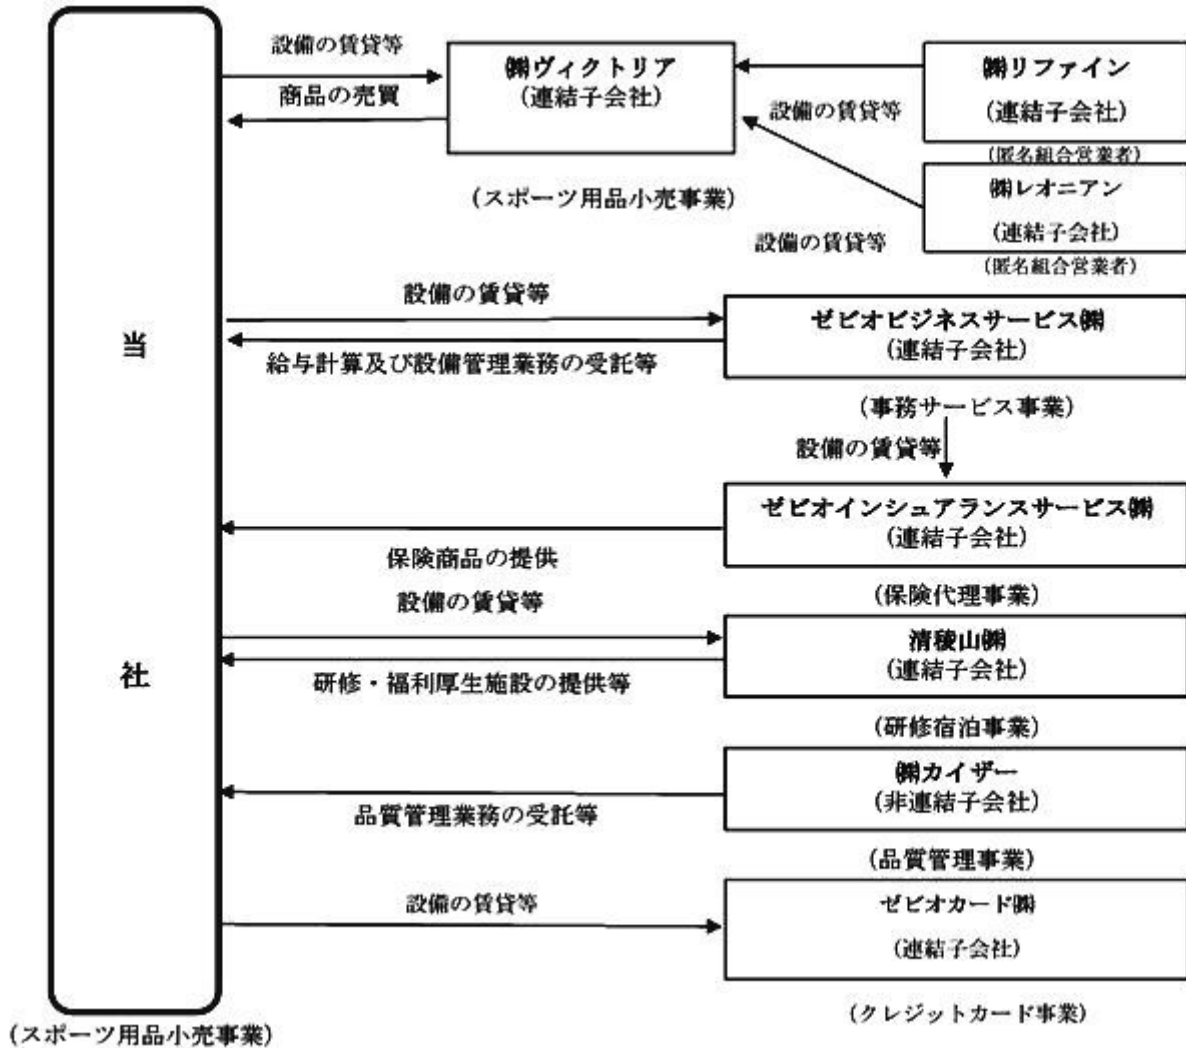 設備の賃貸等
商品の売買
㈱ヴィクトリア
(連結子会社)
(スポーツ用品小売事業)
㈱リファイン
(連結子会社)
(匿名組合営業者)
設備の賃貸等
㈱レオニアン
(連結子会社)
(匿名組合営業者)
設備の賃貸等
当
社
(スポーツ用品小売事業)
設備の賃貸等
給与計算及び設備管理業務の受託等
ゼビオビジネスサービス㈱
(連結子会社)
(事務サービス事業)
設備の賃貸等
ゼビオインシュアランスサービス㈱
(連結子会社)
(保険代理事業)
保険商品の提供
設備の賃貸等
研修・福利厚生施設の提供等
清稜山㈱
(連結子会社)
(研修宿泊事業)
㈱カイザー
(非連結子会社)
(品質管理事業)
品質管理業務の受託等
設備の賃貸等
ゼビオカード㈱
(連結子会社)
(クレジットカード事業)